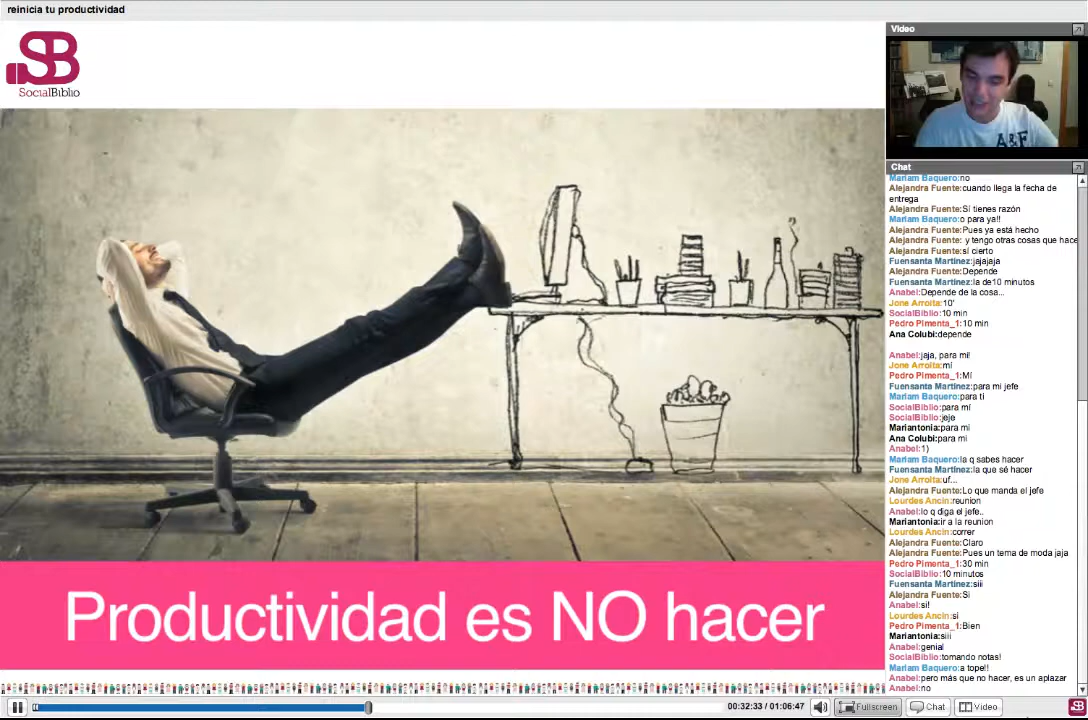 reinicia tu productividad
SB
SocialBiblio
Productividad es NO hacer
Video
A&F
Chat
Mariam Baquero:no
Alejandra Fuente:cuando llega la fecha de
entrega
Alejandra Fuente:Sí tienes razón
Mariam Baquero:o para ya!!
Alejandra Fuente:Pues ya está hecho
Alejandra Fuente: y tengo otras cosas que hace
Alejandra Fuente:sí cierto
Fuensanta Martínez:jajajaja
Alejandra Fuente:Depende
Fuensanta Martínez:la de10 minutos
Anabel:Depende de la cosa...
Jone Arroita:10'
SocialBiblio:10 min
Pedro Pimenta_1:10 min
Ana Colubi:depende
Anabel:jaja, para mi!
Jone Arroita:mí
Pedro Pimenta_1:Mí
Fuensanta Martínez:para mi jefe
Mariam Baquero:para ti
SocialBiblio:para mí
SocialBiblio:jeje
Mariantonia:para mi
Ana Colubi:para mi
Anabel:1)
Mariam Baquero:la q sabes hacer
Fuensanta Martínez:la que sé hacer
Jone Arroita:uf...
Alejandra Fuente:Lo que manda el jefe
Lourdes Ancin:reunion
Anabel:lo q diga el jefe..
Mariantonia:ir a la reunion
Lourdes Ancin:correr
Alejandra Fuente:Claro
Alejandra Fuente:Pues un tema de moda jaja
Pedro Pimenta_1:30 min
SocialBiblio:10 minutos
Fuensanta Martínez:siii
Alejandra Fuente:Si
Anabel:si!
Lourdes Ancin:si
Pedro Pimenta_1:Bien
Mariantonia:siii
Anabel:genial
SocialBiblio:tomando notas!
Mariam Baquero:a tope!!
Anabel:pero más que no hacer, es un aplazar
Anabel:no
00:32:33 / 01:06:47
Fullscreen
Chat
Video
SB